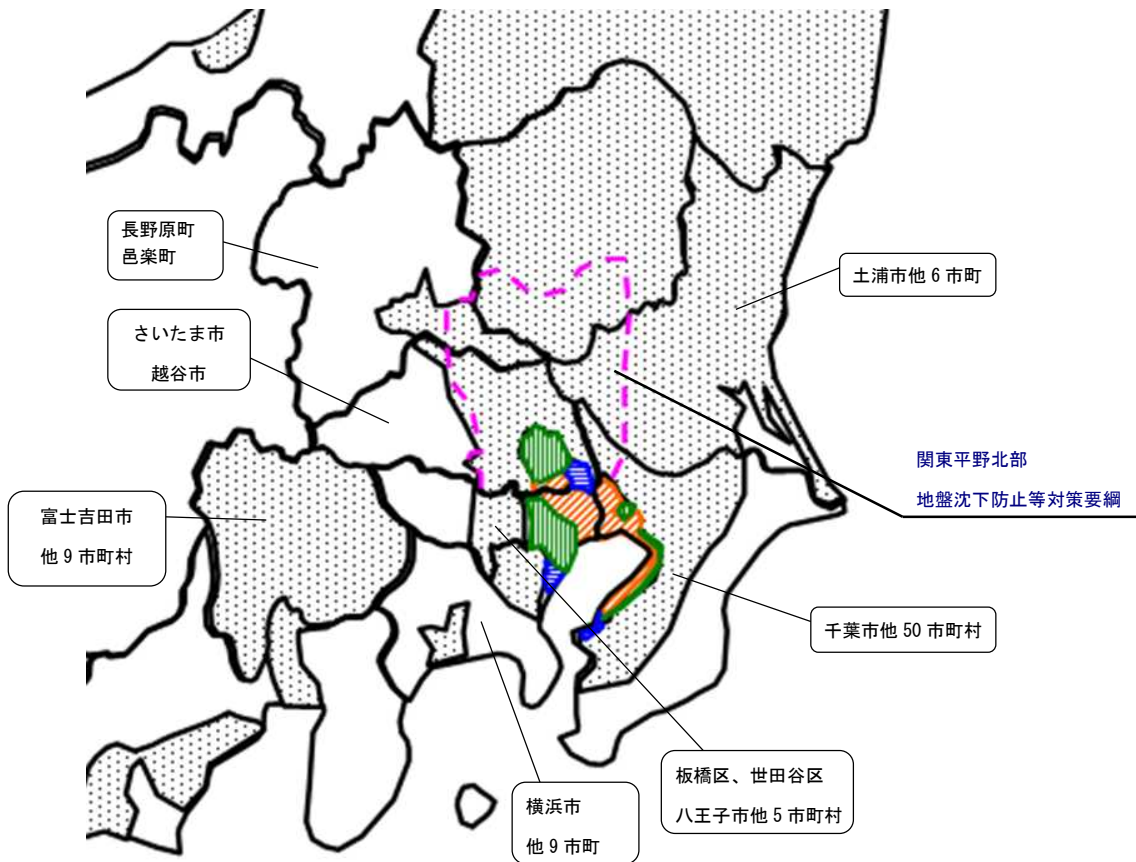 長野原町
邑楽町
土浦市他 6 市町
さいたま市
越谷市
関東平野北部
地盤沈下防止等対策要綱
富士吉田市
他 9 市町村
千葉市他 50 市町村
板橋区、世田谷区
八王子市他 5 市町村
横浜市
他 9 市町